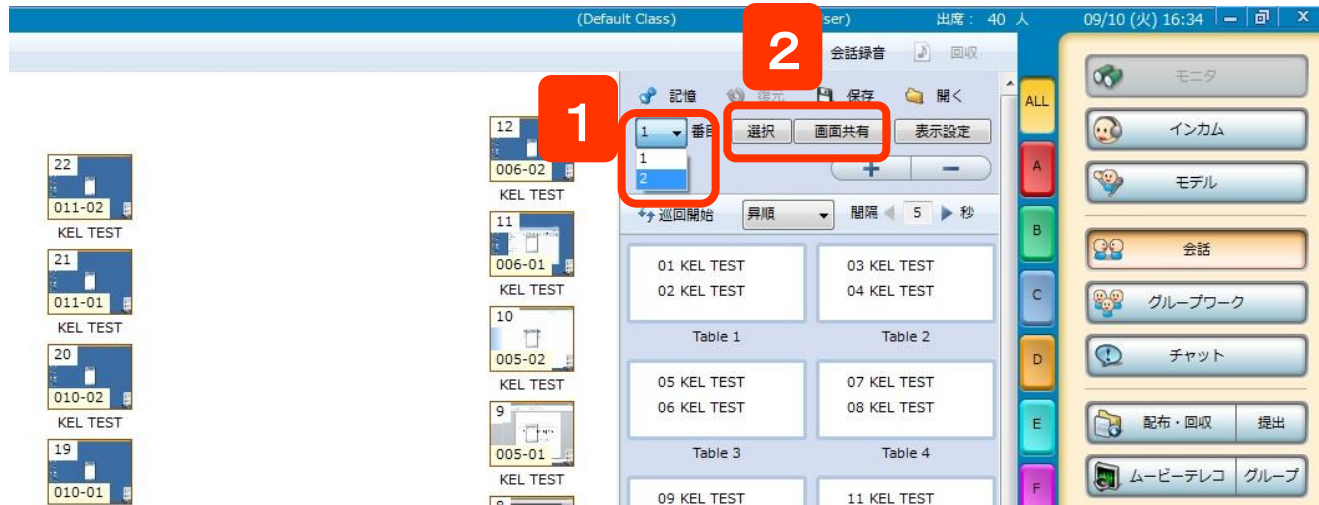 (Default Class)
ser)
出席： 40 人
09/10 (火) 16:34
会話録音
回収
2
記憶
復元
保存
開く
1
1
番目
選択
画面共有
表示設定
1
2
巡回開始
昇順
間隔
5
秒
22
011-02
KEL TEST
21
011-01
KEL TEST
20
010-02
KEL TEST
19
010-01
12
006-02
KEL TEST
11
006-01
KEL TEST
10
005-02
KEL TEST
9
005-01
KEL TEST
01 KEL TEST
02 KEL TEST
Table 1
03 KEL TEST
04 KEL TEST
Table 2
05 KEL TEST
06 KEL TEST
Table 3
07 KEL TEST
08 KEL TEST
Table 4
09 KEL TEST
11 KEL TEST
ALL
A
B
C
D
E
F
モニタ
インカム
モデル
会話
グループワーク
チャット
配布・回収
提出
ムービーテレコ
グループ